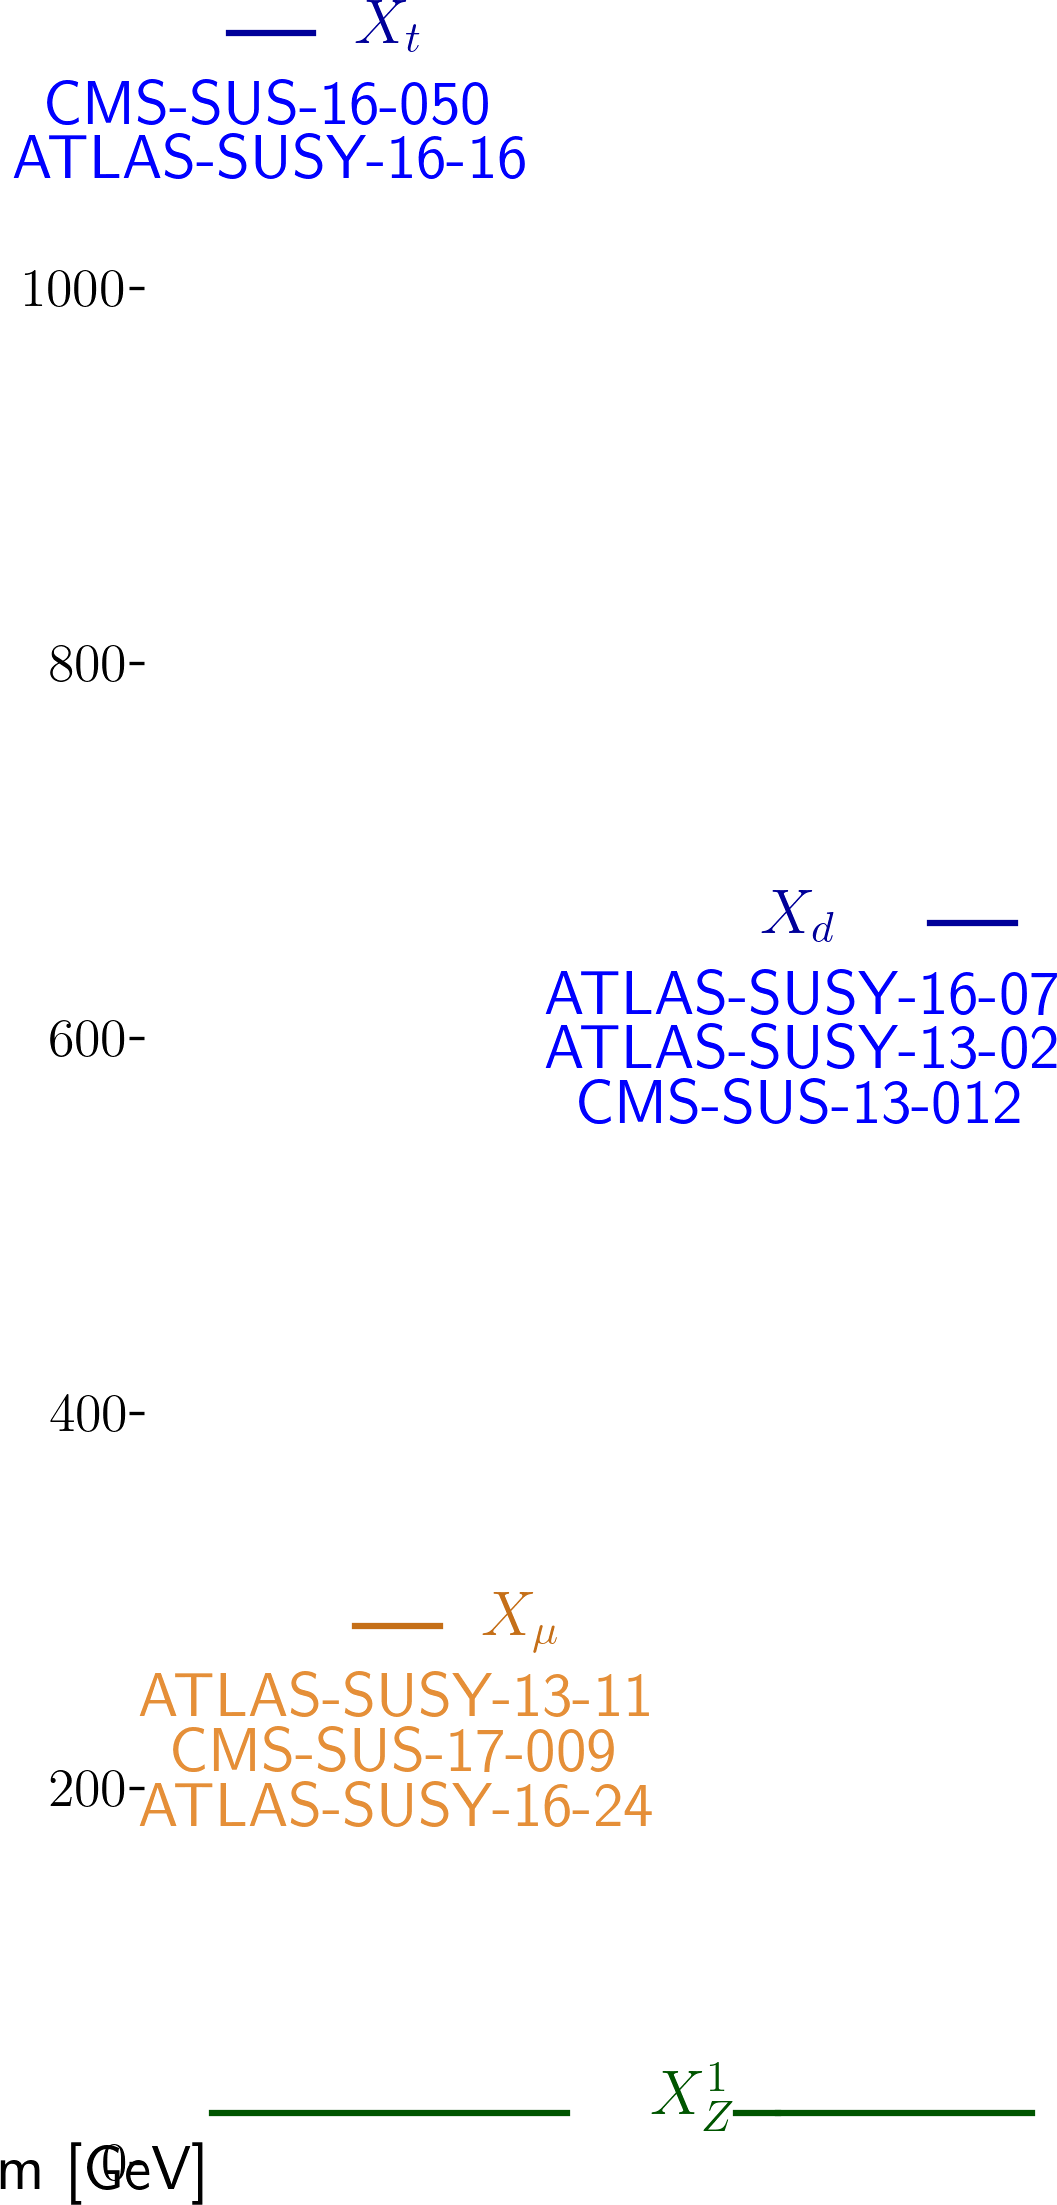 X_t
CMS-SUS-16-050
ATLAS-SUSY-16-16
1000
800
X_d
ATLAS-SUSY-16-07
600
ATLAS-SUSY-13-02
CMS-SUS-13-012
400
X_μ
ATLAS-SUSY-13-11
CMS-SUS-17-009
200
ATLAS-SUSY-16-24
X_Z^1
0
m [GeV]